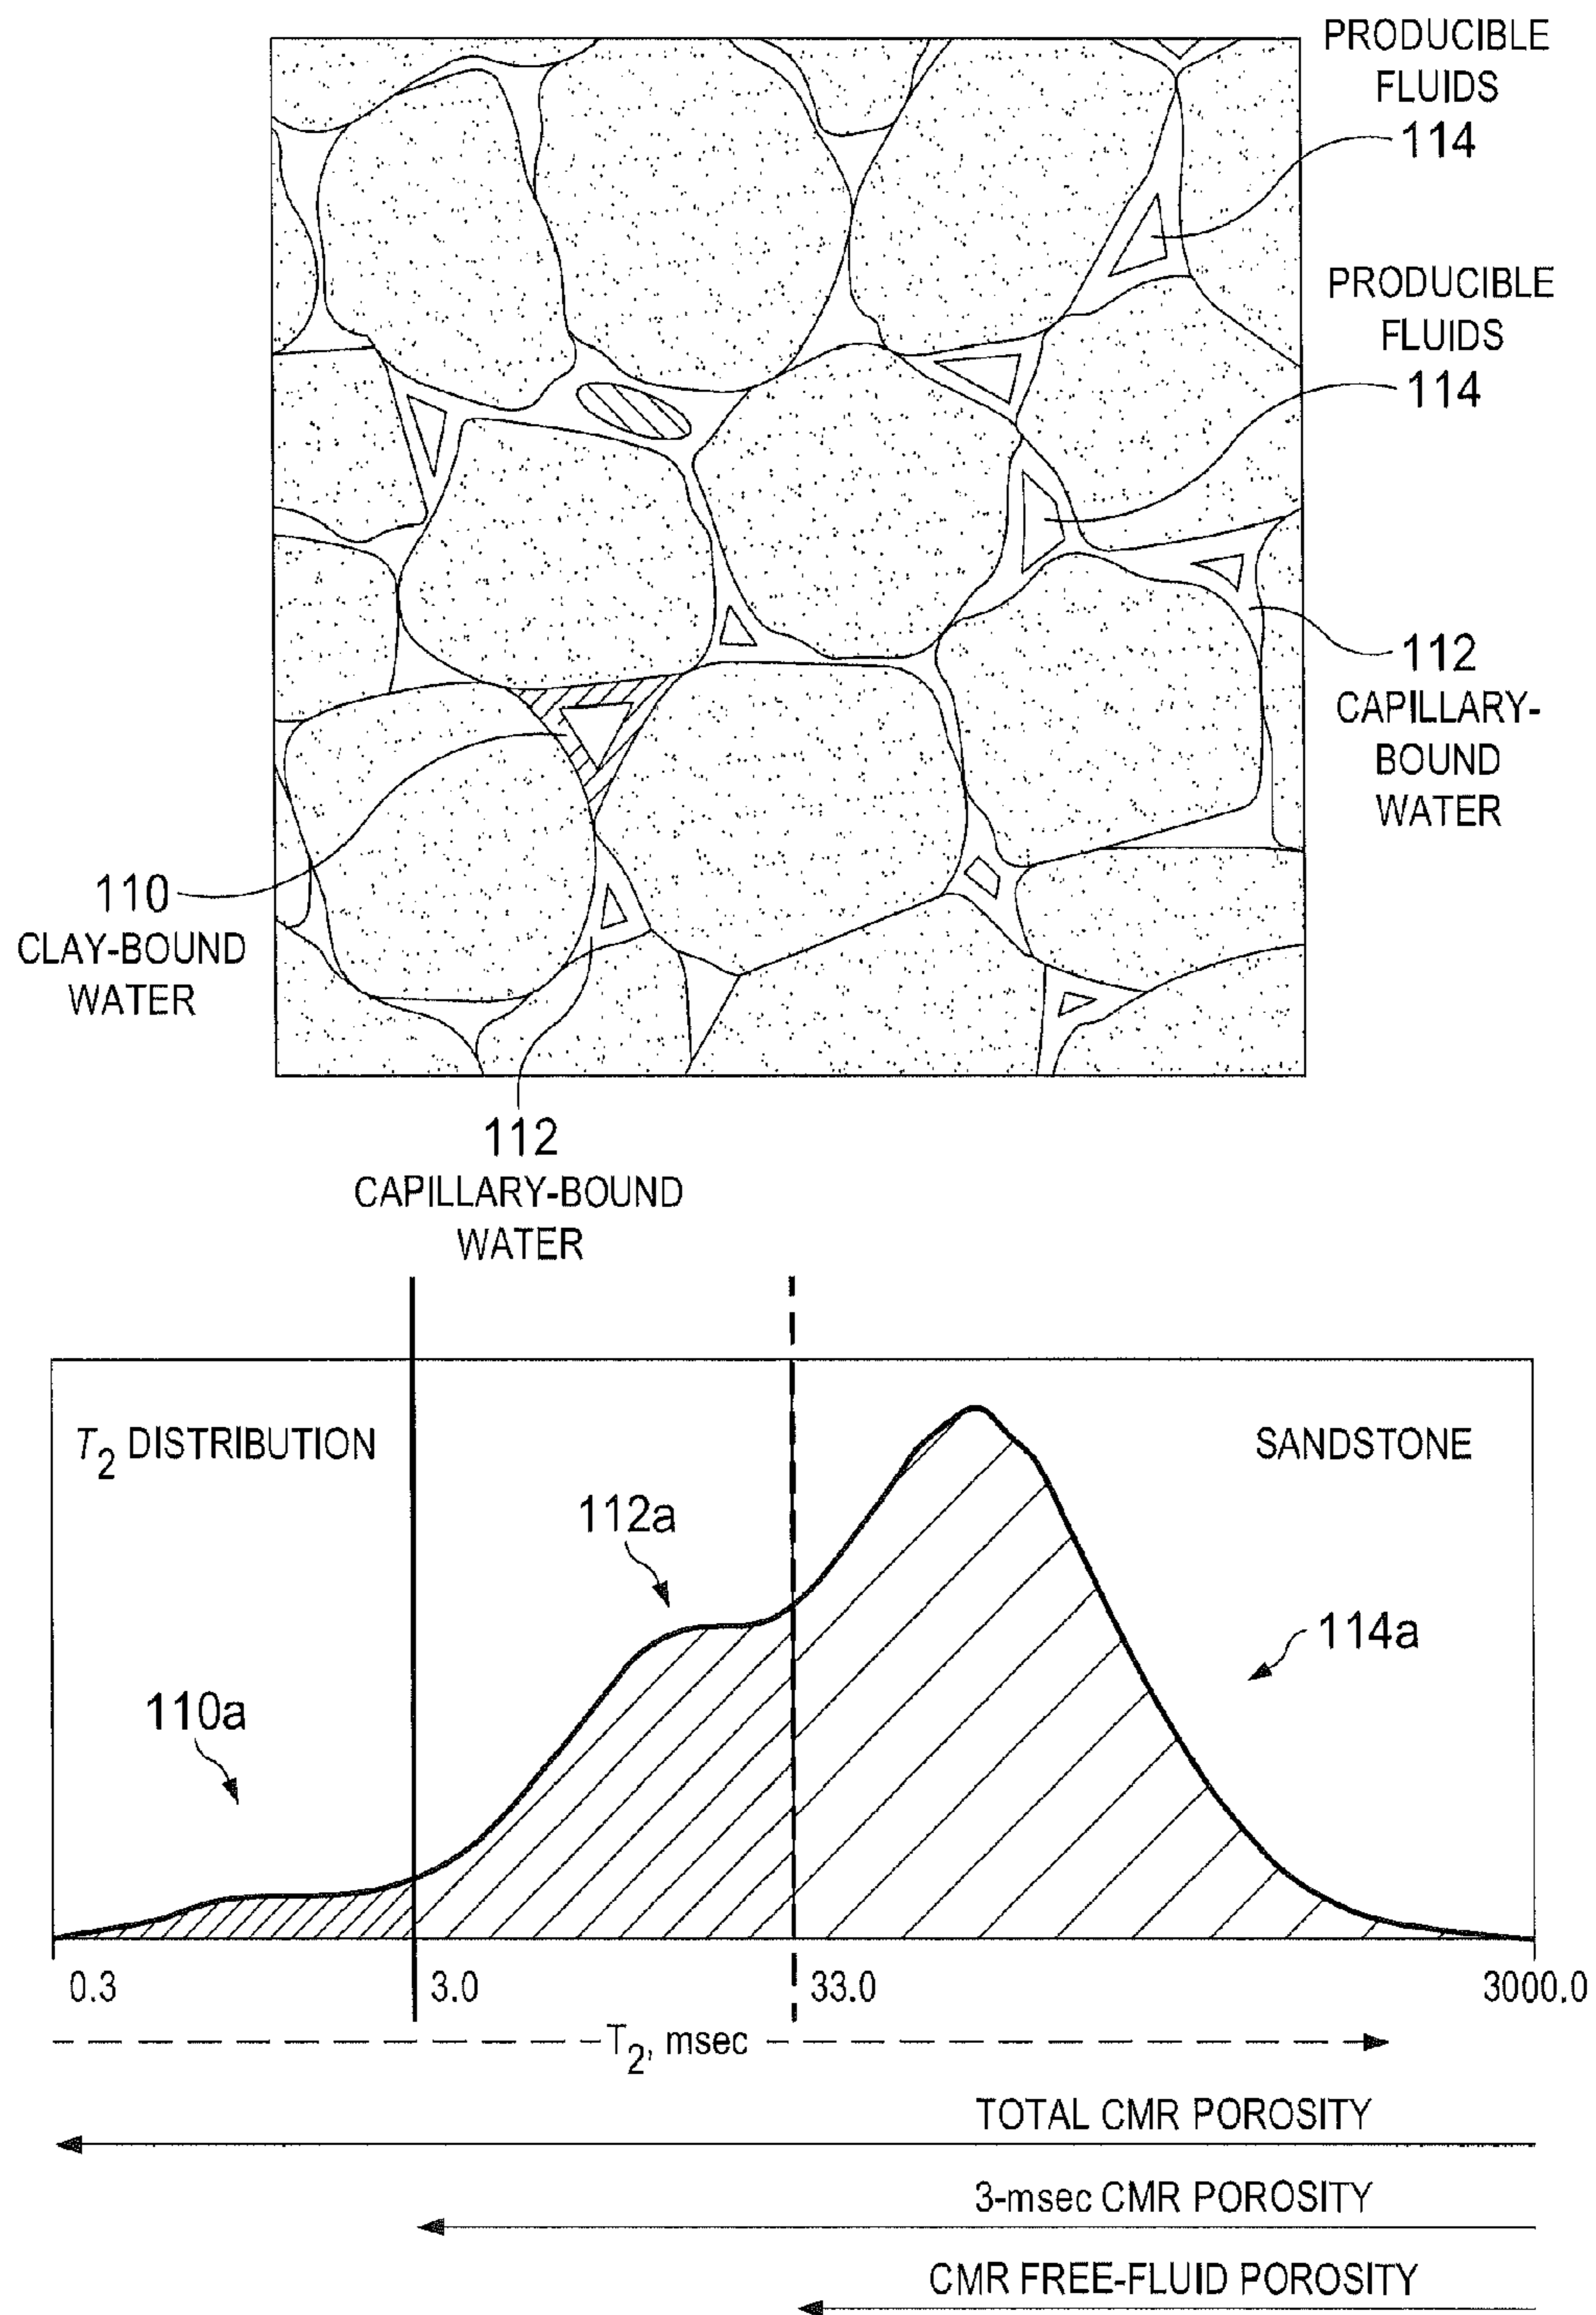 PRODUCIBLE
FLUIDS
114
PRODUCIBLE
FLUIDS
114
112
CAPILLARY-
BOUND
WATER
110
CLAY-BOUND
WATER
112
CAPILLARY-BOUND
WATER
T2 DISTRIBUTION
SANDSTONE
112a
114a
110a
0.3 3.0 33.0 3000.0
T2, msec
TOTAL CMR POROSITY
3-msec CMR POROSITY
CMR FREE-FLUID POROSITY